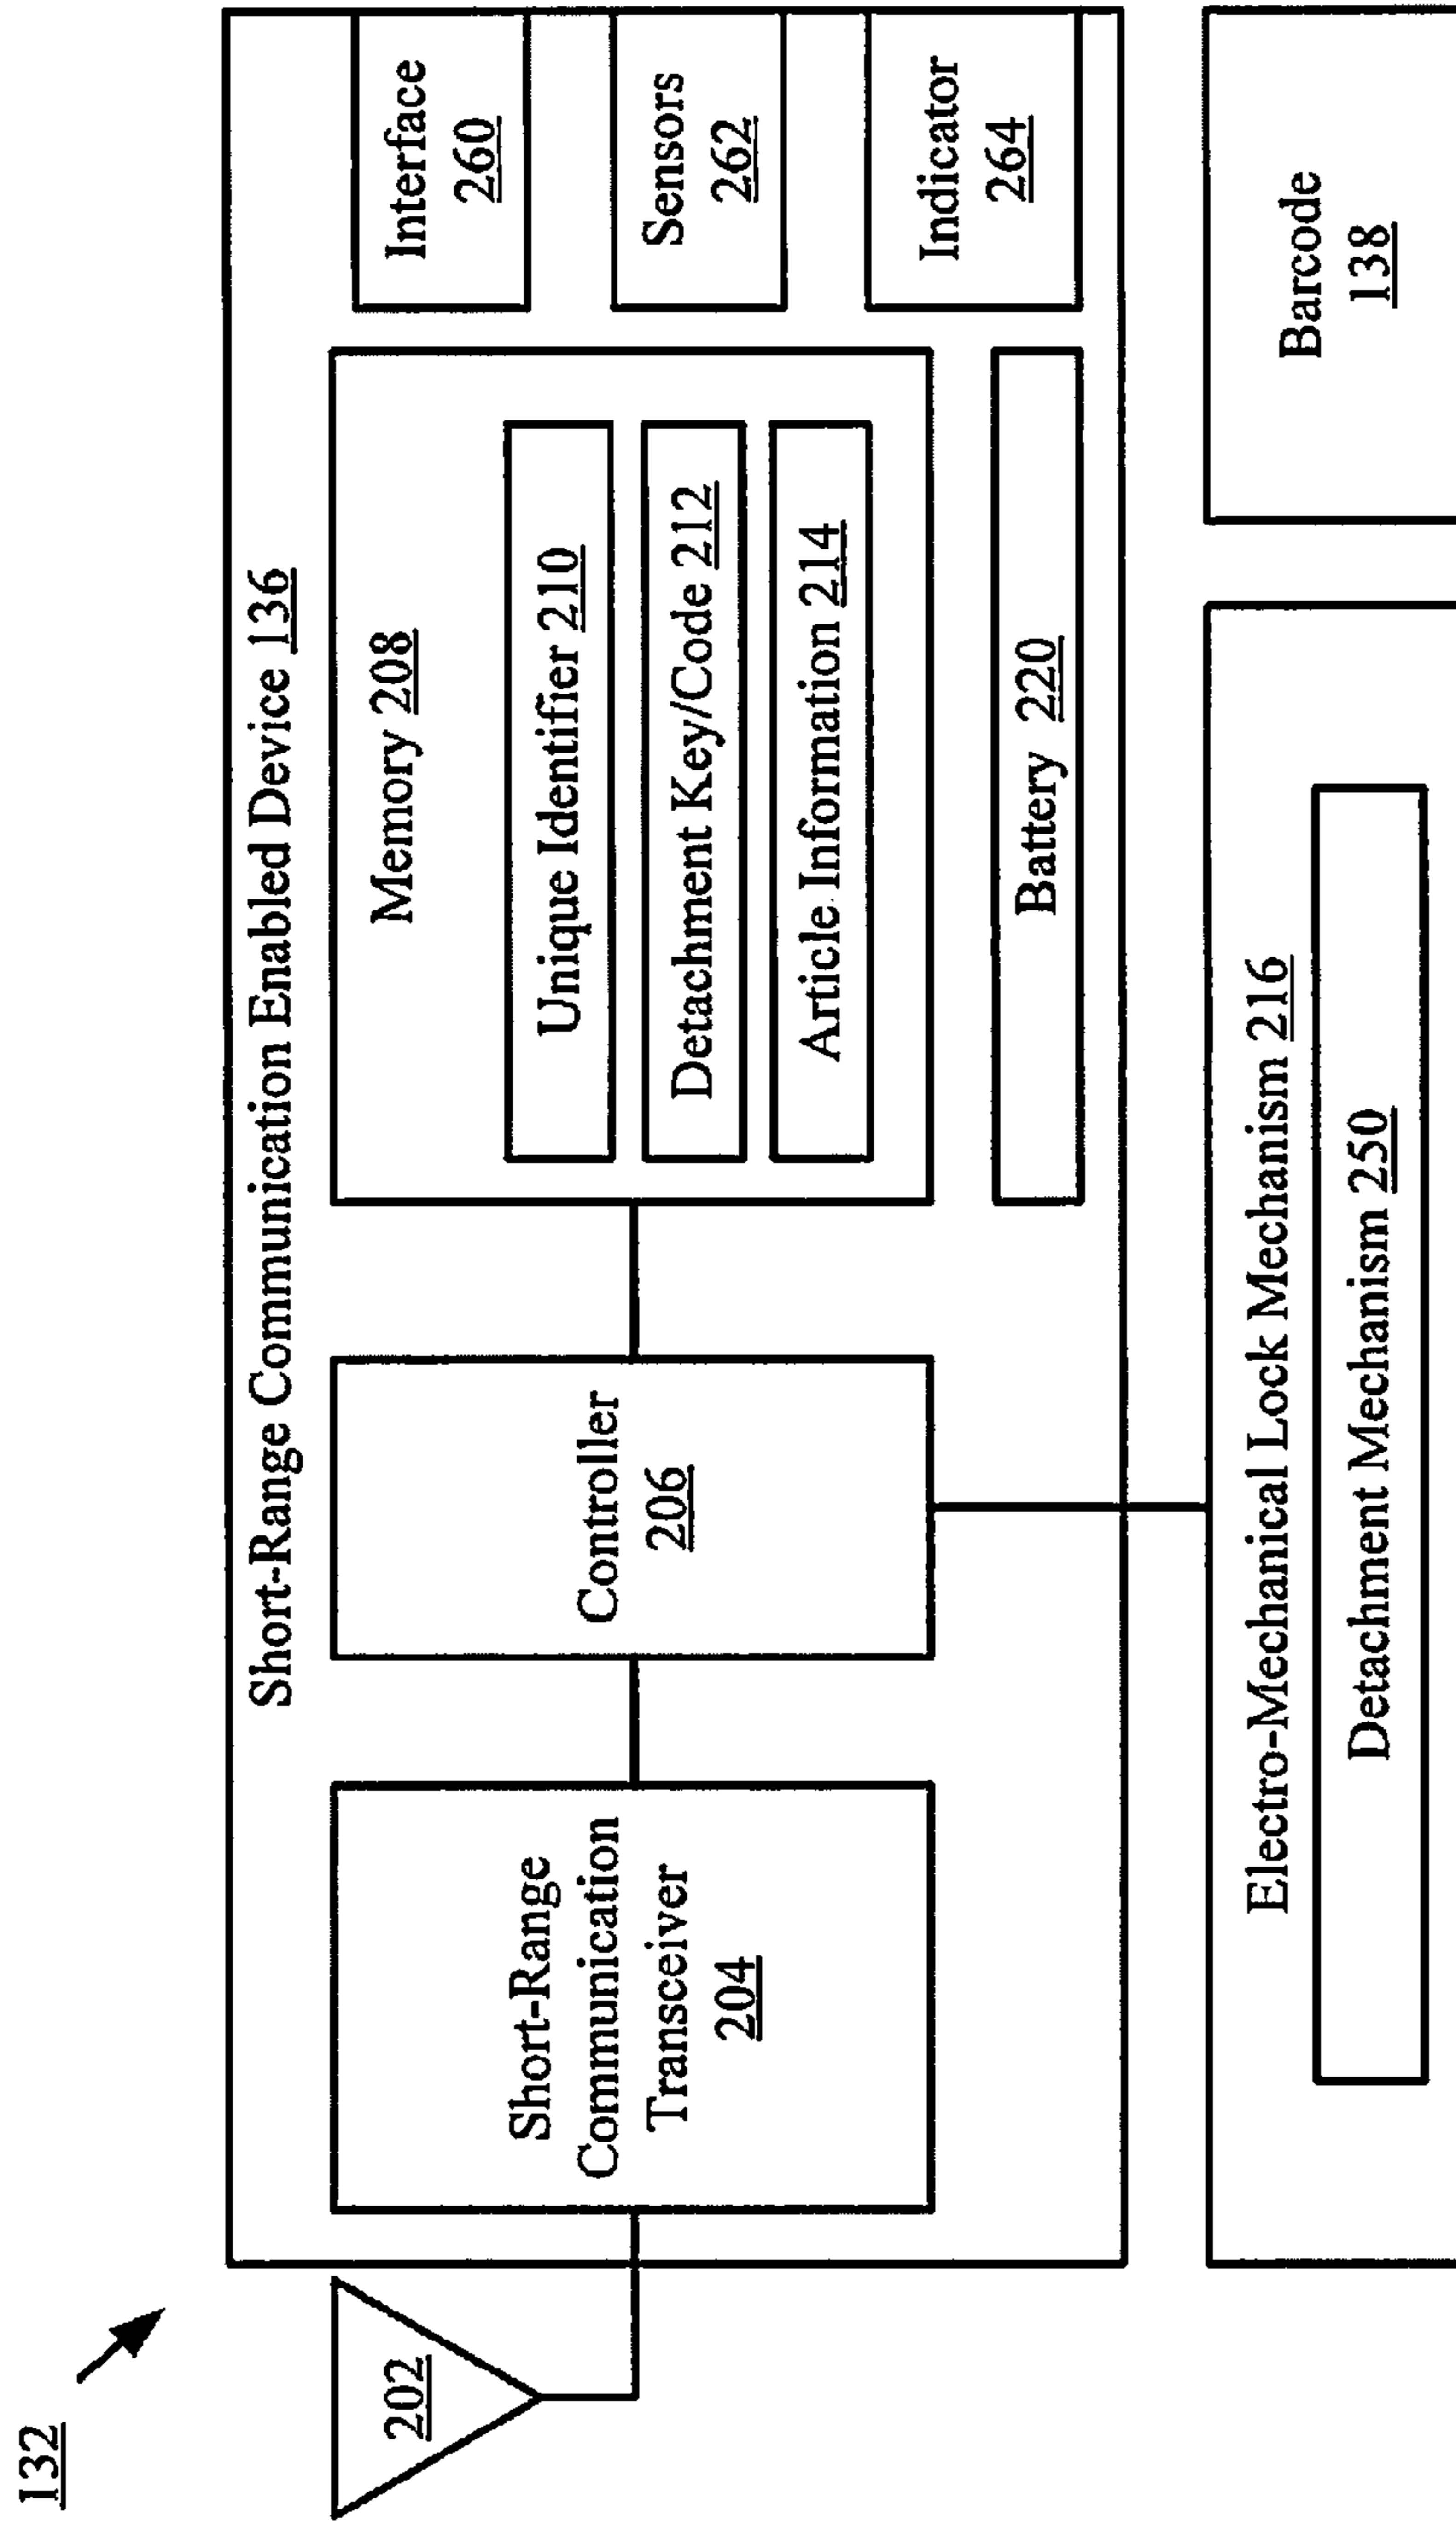 132
202
Short-Range Communication Enabled Device 136
Short-Range
Communication
Transceiver
204
Controller
206
Memory 208
Unique Identifier 210
Detachment Key/Code 212
Article Information 214
Battery 220
Interface
260
Sensors
262
Indicator
264
Electro-Mechanical Lock Mechanism 216
Detachment Mechanism 250
Barcode
138